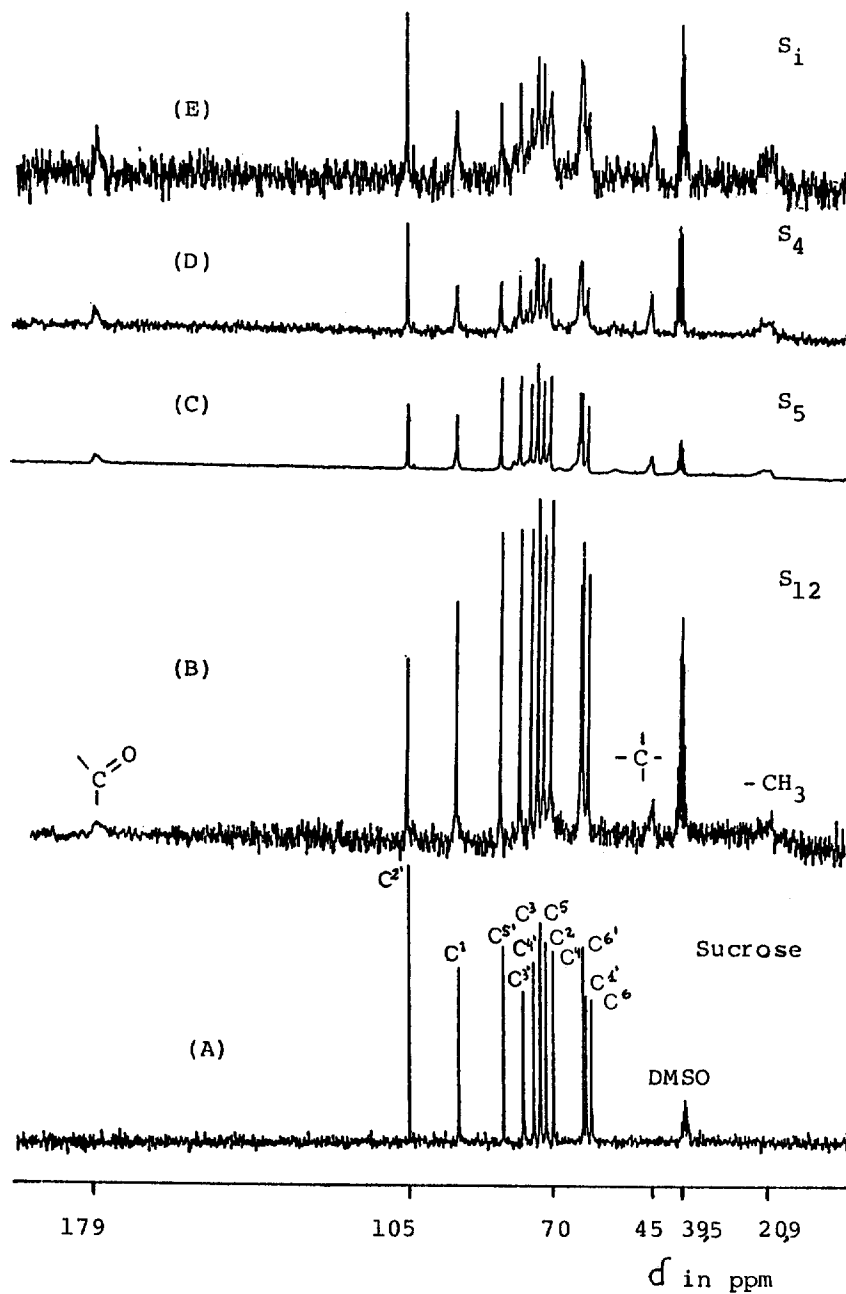 S_i
(E)
S_4
(D)
S_5
(C)
S_12
(B)
C=O
-C-
-CH_3
C^2'
C^1
C^5'
C^3'
C^4'
C^3
C^5
C^2
C^4
C^6'
C^1'
C^6
Sucrose
(A)
DMSO
179 105 70 45 39,5 20,9
δ in ppm